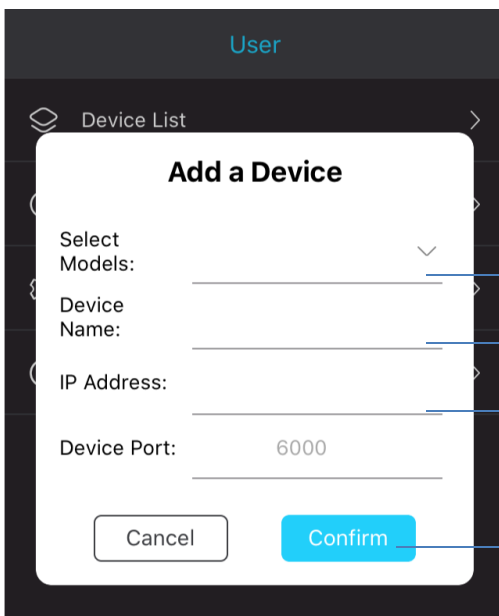 User
Device List
Add a Device
Select
Models:
Device
Name:
IP Address:
Device Port: 6000
Cancel Confirm